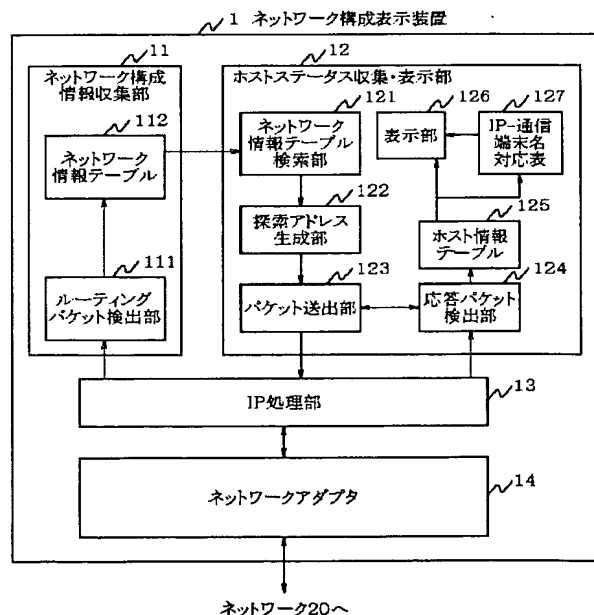 1 ネットワーク構成表示装置
11
ネットワーク構成
情報収集部
12
ホストステータス収集・表示部
112
ネットワーク
情報テーブル
121
ネットワーク
情報テーブル
検索部
126
表示部
127
IP-通信
端末名
対応表
122
探索アドレス
生成部
125
ホスト情報
テーブル
111
ルーティング
パケット検出部
123
パケット送出部
124
応答パケット
検出部
13
IP処理部
14
ネットワークアダプタ
ネットワーク20へ